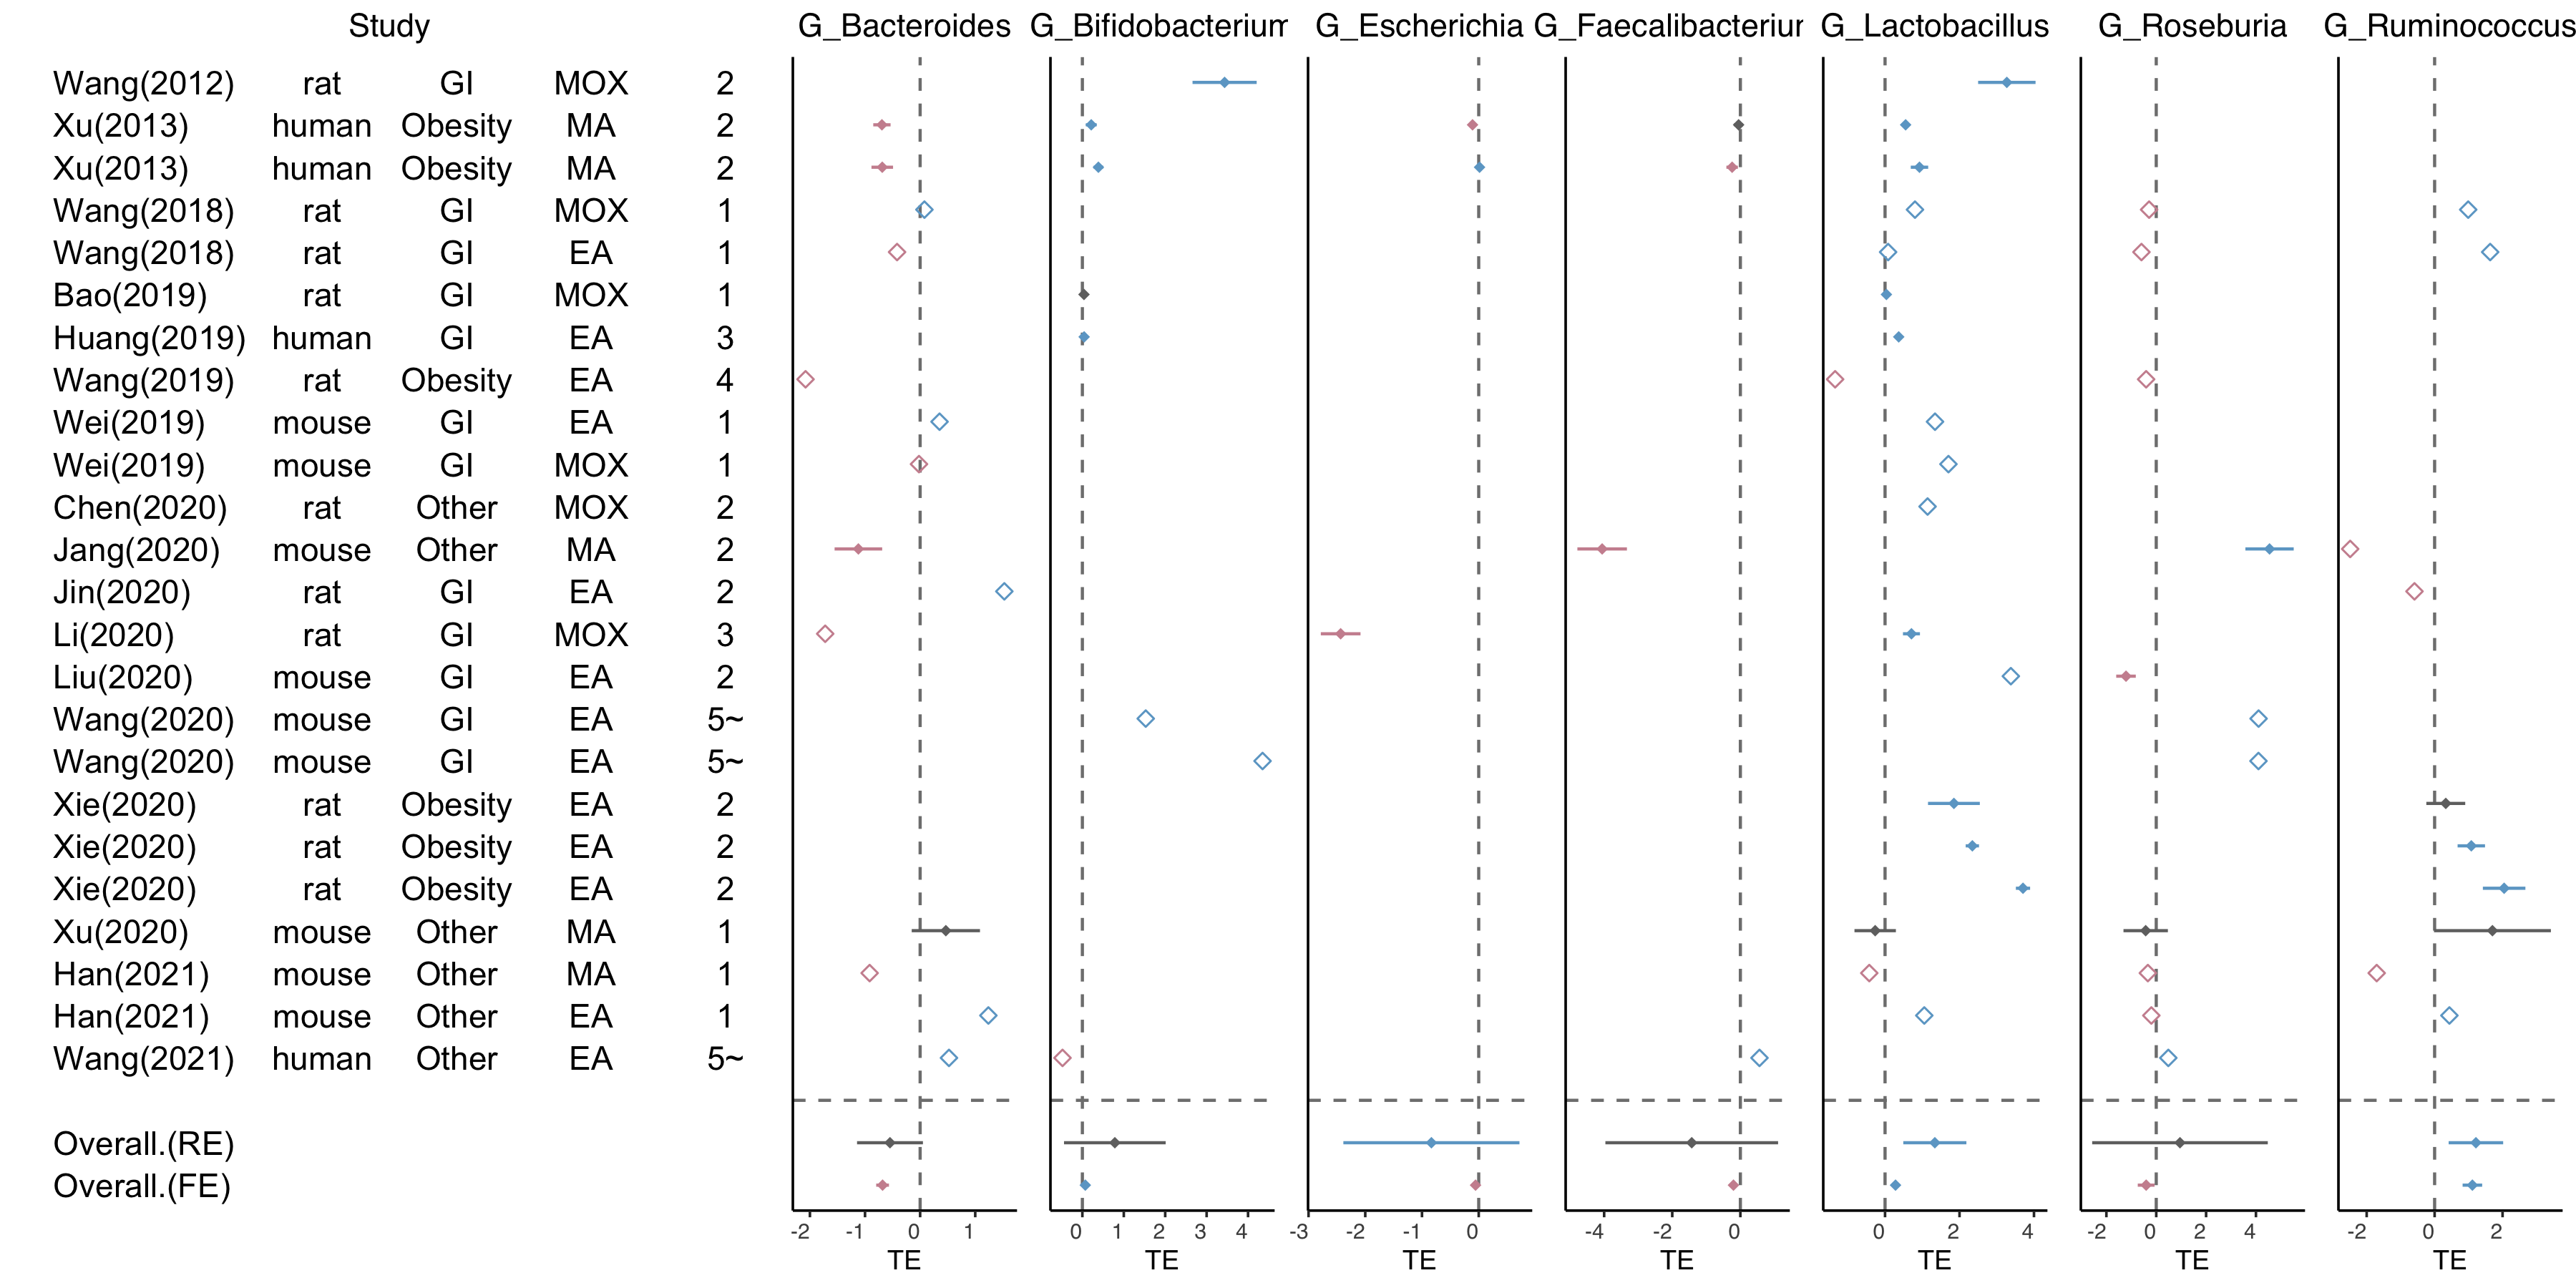 Study G_Bacteroides G_Bifidobacterium G_Escherichia G_Faecalibacteriur G_Lactobacillus G_Roseburia G_Ruminococcus
Wang(2012) rat GI MOX 2
Xu(2013) human Obesity MA 2
Xu(2013) human Obesity MA 2
Wang(2018) rat GI MOX 1
Wang(2018) rat GI EA 1
Bao(2019) rat GI MOX 1
Huang(2019) human GI EA 3
Wang(2019) rat Obesity EA 4
Wei(2019) mouse GI EA 1
Wei(2019) mouse GI MOX 1
Chen(2020) rat Other MOX 2
Jang(2020) mouse Other MA 2
Jin(2020) rat GI EA 2
Li(2020) rat GI MOX 3
Liu(2020) mouse GI EA 2
Wang(2020) mouse GI EA 5~
Wang(2020) mouse GI EA 5~
Xie(2020) rat Obesity EA 2
Xie(2020) rat Obesity EA 2
Xie(2020) rat Obesity EA 2
Xu(2020) mouse Other MA 1
Han(2021) mouse Other MA 1
Han(2021) mouse Other EA 1
Wang(2021) human Other EA 5~
Overall.(RE)
Overall.(FE)
-2 -1 0 1 0 1 2 3 4 -3 -2 -1 0 -4 -2 0 0 2 4 -2 0 2 4 -2 0 2
TE TE TE TE TE TE TE